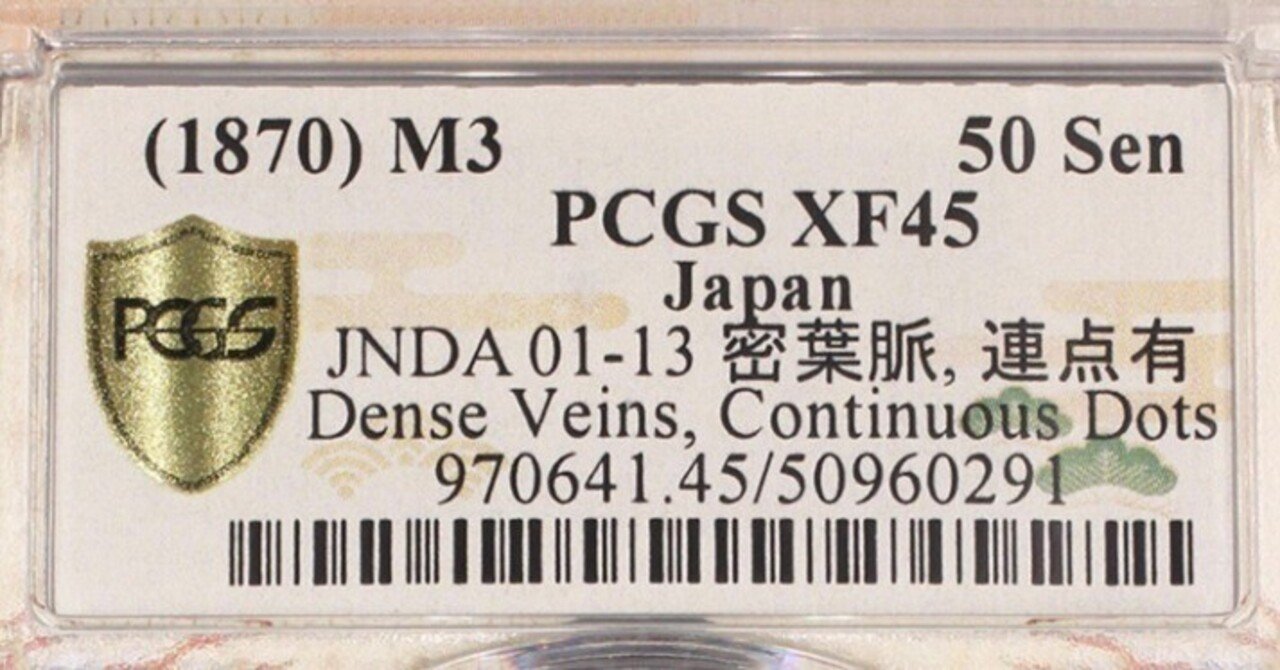 (1870) M3 50 Sen
PCGS XF45
Japan
PCGS
JNDA 01-13 密葉脈, 連点有
Dense Veins, Continuous Dots
970641.45/50960291